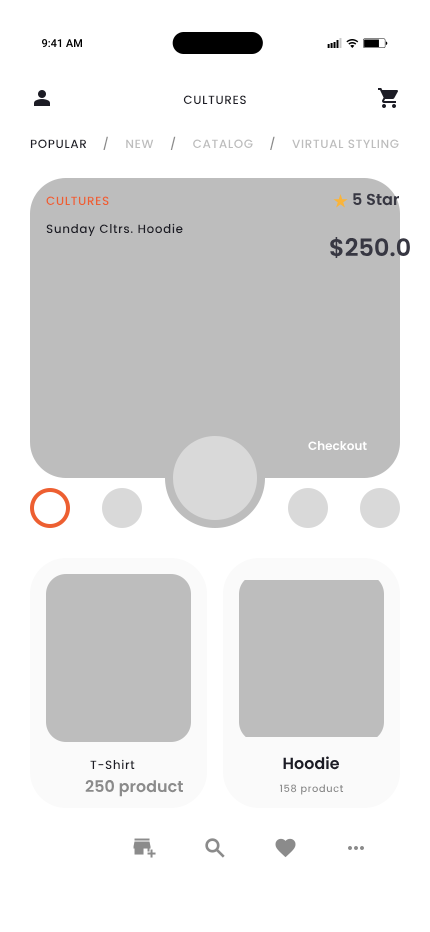 9:41 AM
CULTURES
POPULAR / NEW / CATALOG / VIRTUAL STYLING
CULTURES
5 Star
Sunday Cltrs. Hoodie
$250.0
Checkout
T-Shirt
250 product
Hoodie
158 product